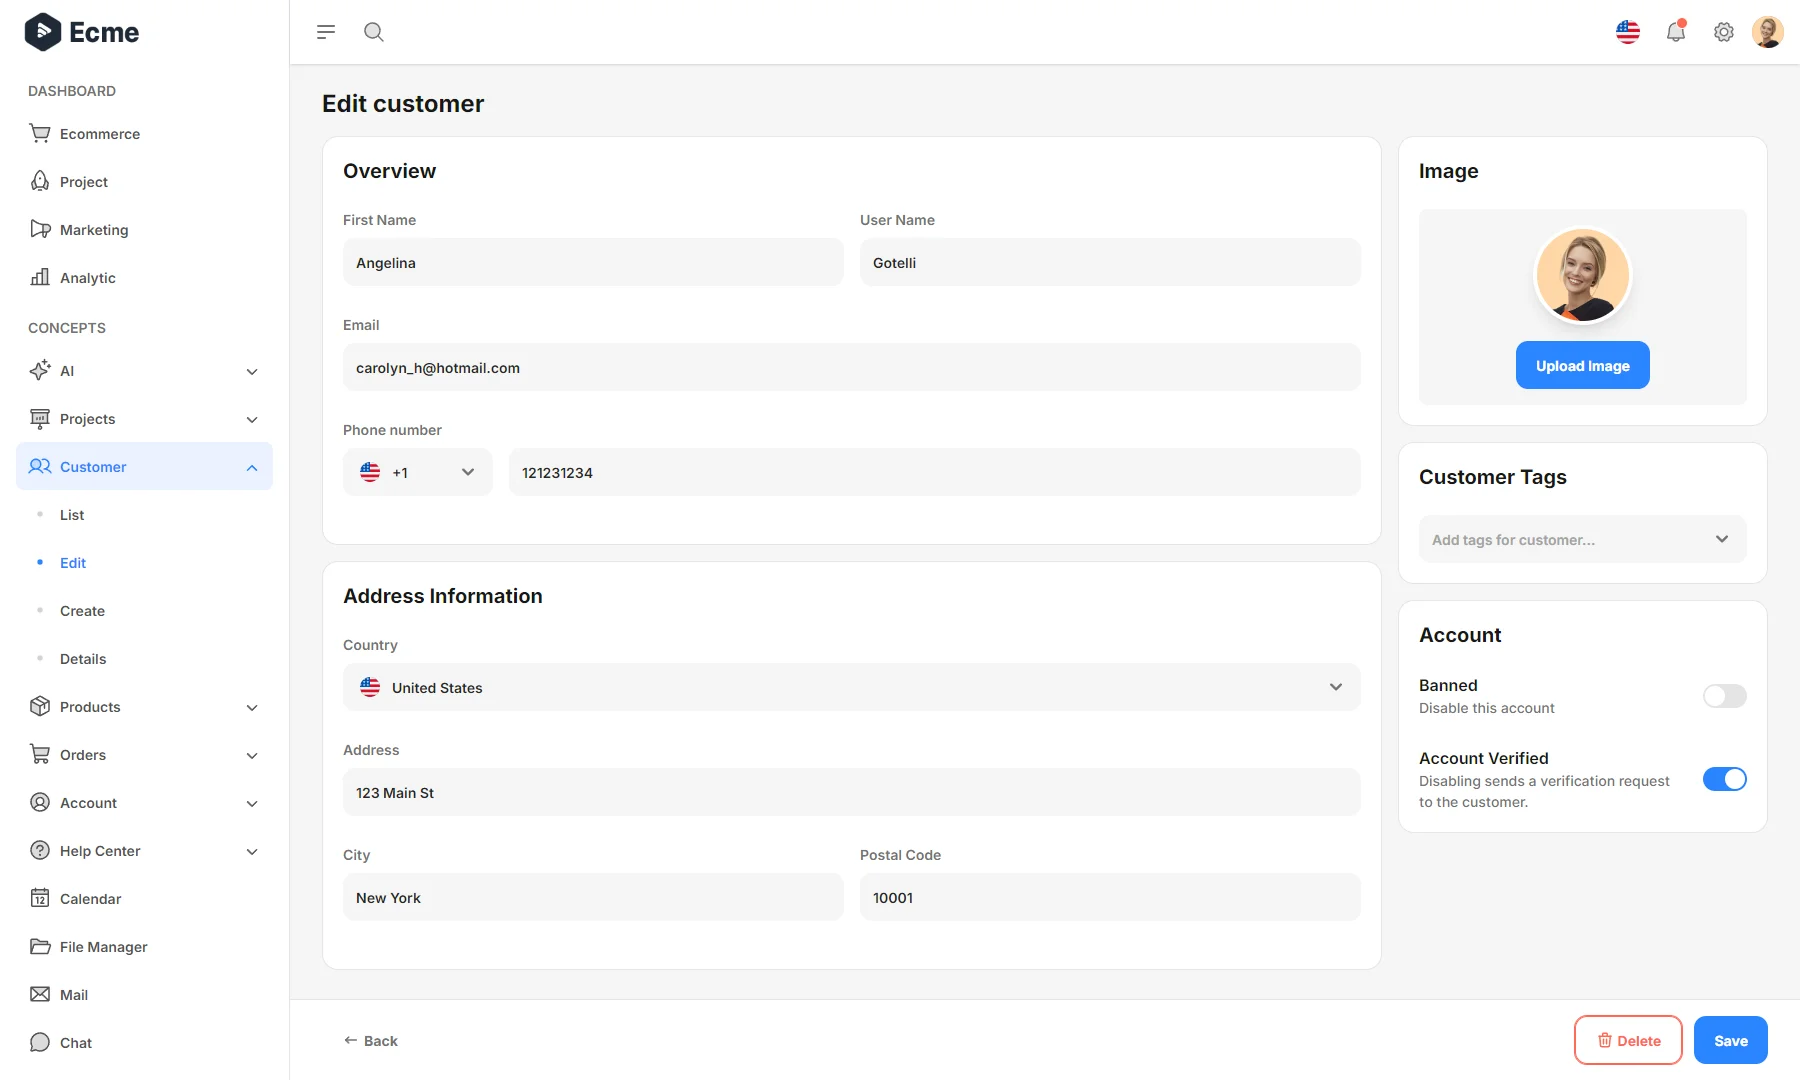 Ecme
DASHBOARD
Ecommerce
Project
Marketing
Analytic
CONCEPTS
AI
Projects
Customer
List
Edit
Create
Details
Products
Orders
Account
Help Center
12
Calendar
File Manager
Mail
Chat
Edit customer
Overview
First Name
User Name
Angelina
Gotelli
Email
carolyn_h@hotmail.com
Phone number
+1
121231234
Address Information
Country
United States
Address
123 Main St
City
Postal Code
New York
10001
Image
Upload Image
Customer Tags
Add tags for customer...
Account
Banned
Disable this account
Account Verified
Disabling sends a verification request
to the customer.
Back
Delete
Save